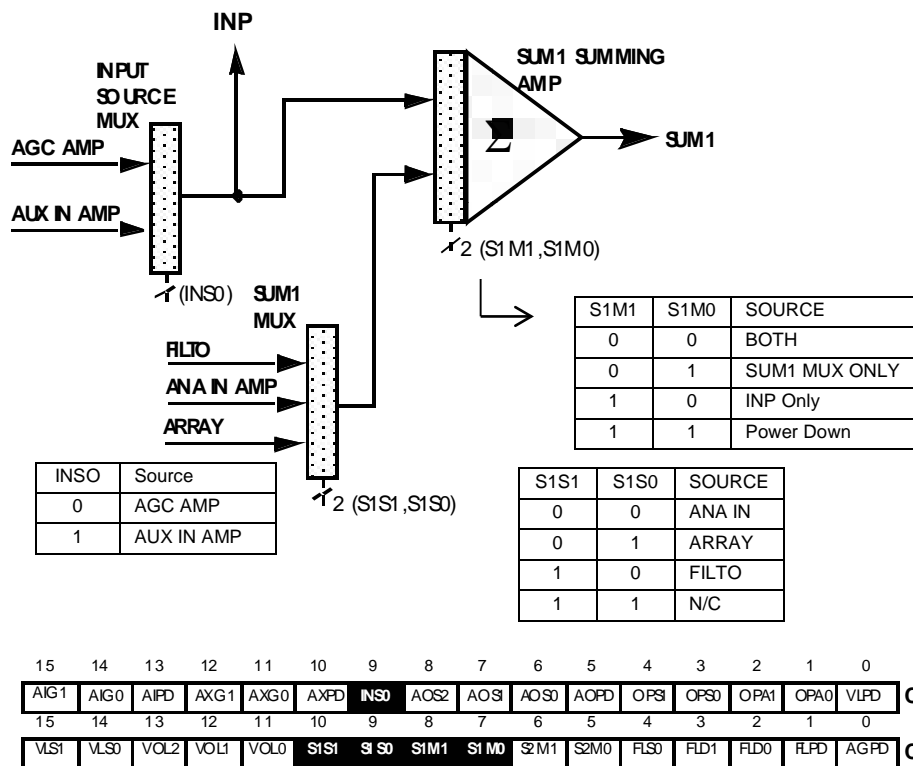 INP
SUM1 SUMMING
AMP
INPUT
SOURCE
MUX
AGC AMP
AUX IN AMP
Σ
SUM1
2 (S1M1,S1M0)
(INS0)
SUM1
MUX
FILTO
ANA IN AMP
ARRAY
2 (S1S1,S1S0)
S1M1 S1M0 SOURCE
0 0 BOTH
0 1 SUM1 MUX ONLY
1 0 INP Only
1 1 Power Down
INSO Source
0 AGC AMP
1 AUX IN AMP
S1S1 S1S0 SOURCE
0 0 ANA IN
0 1 ARRAY
1 0 FILTO
1 1 N/C
15 14 13 12 11 10 9 8 7 6 5 4 3 2 1 0
AIG1 AIG0 AIPD AXG1 AXG0 AXPD INS0 AOS2 AOS1 AOS0 AOPD OPS1 OPS0 OPA1 OPA0 VLPD
15 14 13 12 11 10 9 8 7 6 5 4 3 2 1 0
VLS1 VLS0 VOL2 VOL1 VOL0 S1S1 S1S0 S1M1 S1M0 S2M1 S2M0 FLS0 FLD1 FLD0 FLPD AGPD